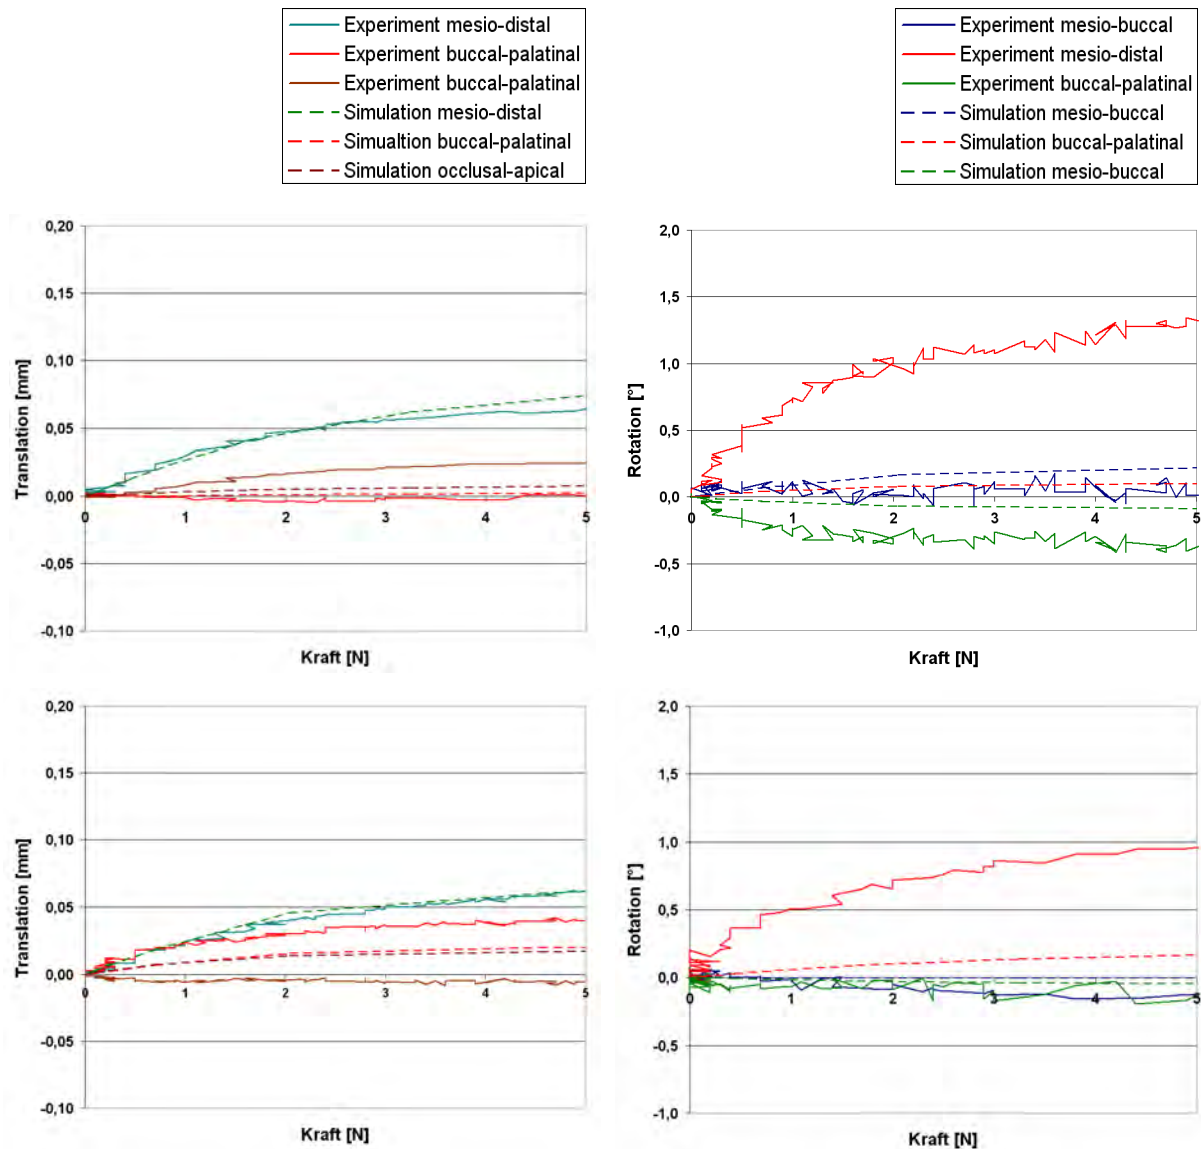 Experiment mesio-distal
Experiment buccal-palatinal
Experiment buccal-palatinal
Simulation mesio-distal
Simualtion buccal-palatinal
Simulation occlusal-apical
Experiment mesio-buccal
Experiment mesio-distal
Experiment buccal-palatinal
Simulation mesio-buccal
Simulation buccal-palatinal
Simulation mesio-buccal
Translation [mm]
0,20
0,15
0,10
0,05
0,00
-0,05
-0,10
0 1 2 3 4 5
Kraft [N]
Rotation [°]
2,0
1,5
1,0
0,5
0,0
-0,5
-1,0
0 1 2 3 4 5
Kraft [N]
Translation [mm]
0,20
0,15
0,10
0,05
0,00
-0,05
-0,10
0 1 2 3 4 5
Kraft [N]
Rotation [°]
2,0
1,5
1,0
0,5
0,0
-0,5
-1,0
0 1 2 3 4 5
Kraft [N]